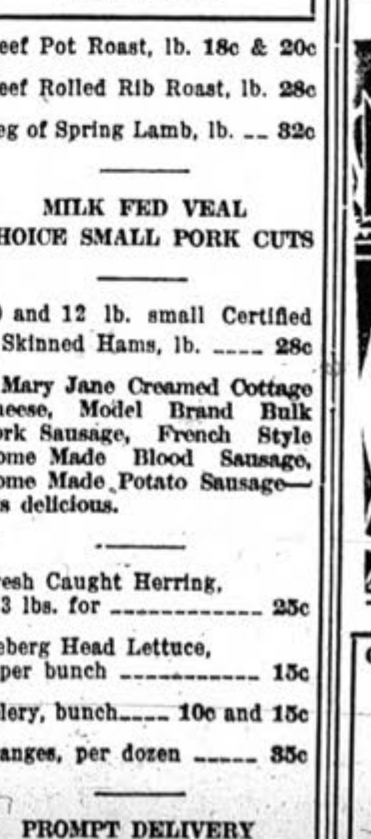 eef Pot Roast, lb. 18c & 20c
eef Rolled Rib Roast, lb. 28c
eg of Spring Lamb, lb. -- 32c
MILK FED VEAL
HOICE SMALL PORK CUTS
0 and 12 lb. small Certified
Skinned Hams, lb. ---- 28c
Mary Jane Creamed Cottage
heese, Model Brand Bulk
ork Sausage, French Style
ome Made Blood Sausage,
ome Made Potato Sausage—
s delicious.
resh Caught Herring,
3 lbs. for ------------ 25c
eberg Head Lettuce,
per bunch ----------- 15c
lery, bunch---- 10c and 15c
anges, per dozen ----- 35c
PROMPT DELIVERY